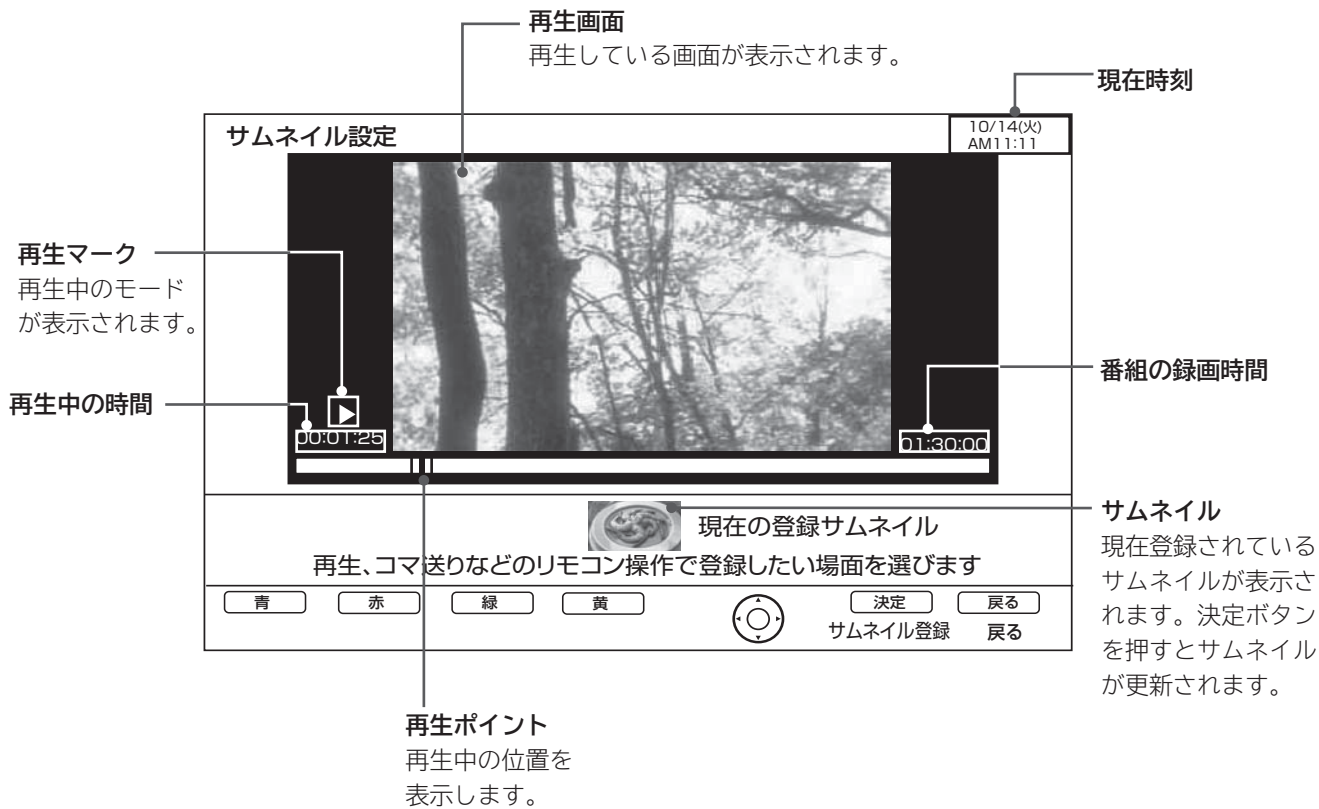 再生画面
再生している画面が表示されます。
現在時刻
サムネイル設定
10/14(火)
AM11:11
再生マーク
再生中のモード
が表示されます。
再生中の時間
00:01:25
番組の録画時間
01:30:00
現在の登録サムネイル
再生、コマ送りなどのリモコン操作で登録したい場面を選びます
青
赤
緑
黄
決定
戻る
サムネイル登録
戻る
サムネイル
現在登録されている
サムネイルが表示さ
れます。決定ボタン
を押すとサムネイル
が更新されます。
再生ポイント
再生中の位置を
表示します。